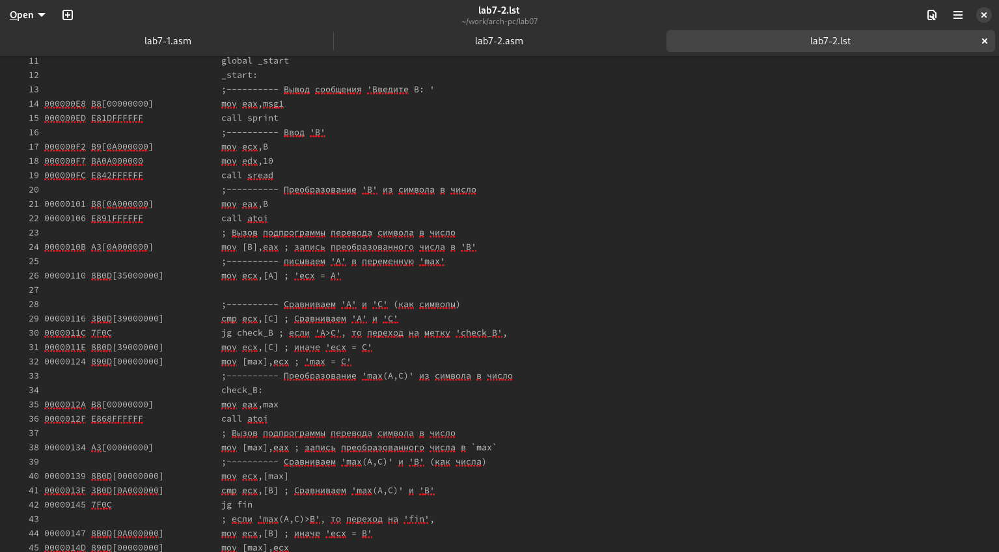 Open
lab7-2.lst
~/work/arch-pc/lab07
lab7-1.asm
lab7-2.asm
lab7-2.lst
11 global _start
12 _start:
13 ;---------- Вывод сообщения 'Введите B: '
14 000000E8 B8[00000000] mov eax,msg1
15 000000ED E81DFFFFFF call sprint
16 ;---------- Ввод 'B'
17 000000F2 B9[0A000000] mov ecx,B
18 000000F7 BA0A000000 mov edx,10
19 000000FC E842FFFFFF call sread
20 ;---------- Преобразование 'B' из символа в число
21 00000101 B8[0A000000] mov eax,B
22 00000106 E891FFFFFF call atoi
23 ; Вызов подпрограммы перевода символа в число
24 0000010B A3[0A000000] mov [B],eax ; запись преобразованного числа в 'B'
25 ;---------- писываем 'A' в переменную 'max'
26 00000110 8B0D[35000000] mov ecx,[A] ; 'ecx = A'
27
28 ;---------- Сравниваем 'A' и 'C' (как символы)
29 00000116 3B0D[39000000] cmp ecx,[C] ; Сравниваем 'A' и 'C'
30 0000011C 7F0C jg check_B ; если 'A>C', то переход на метку 'check_B',
31 0000011E 8B0D[39000000] mov ecx,[C] ; иначе 'ecx = C'
32 00000124 890D[00000000] mov [max],ecx ; 'max = C'
33 ;---------- Преобразование 'max(A,C)' из символа в число
34 check_B:
35 0000012A B8[00000000] mov eax,max
36 0000012F E868FFFFFF call atoi
37 ; Вызов подпрограммы перевода символа в число
38 00000134 A3[00000000] mov [max],eax ; запись преобразованного числа в `max`
39 ;---------- Сравниваем 'max(A,C)' и 'B' (как числа)
40 00000139 8B0D[00000000] mov ecx,[max]
41 0000013F 3B0D[0A000000] cmp ecx,[B] ; Сравниваем 'max(A,C)' и 'B'
42 00000145 7F0C jg fin
43 ; если 'max(A,C)>B', то переход на 'fin',
44 00000147 8B0D[0A000000] mov ecx,[B] ; иначе 'ecx = B'
45 0000014D 890D[00000000] mov [max],ecx